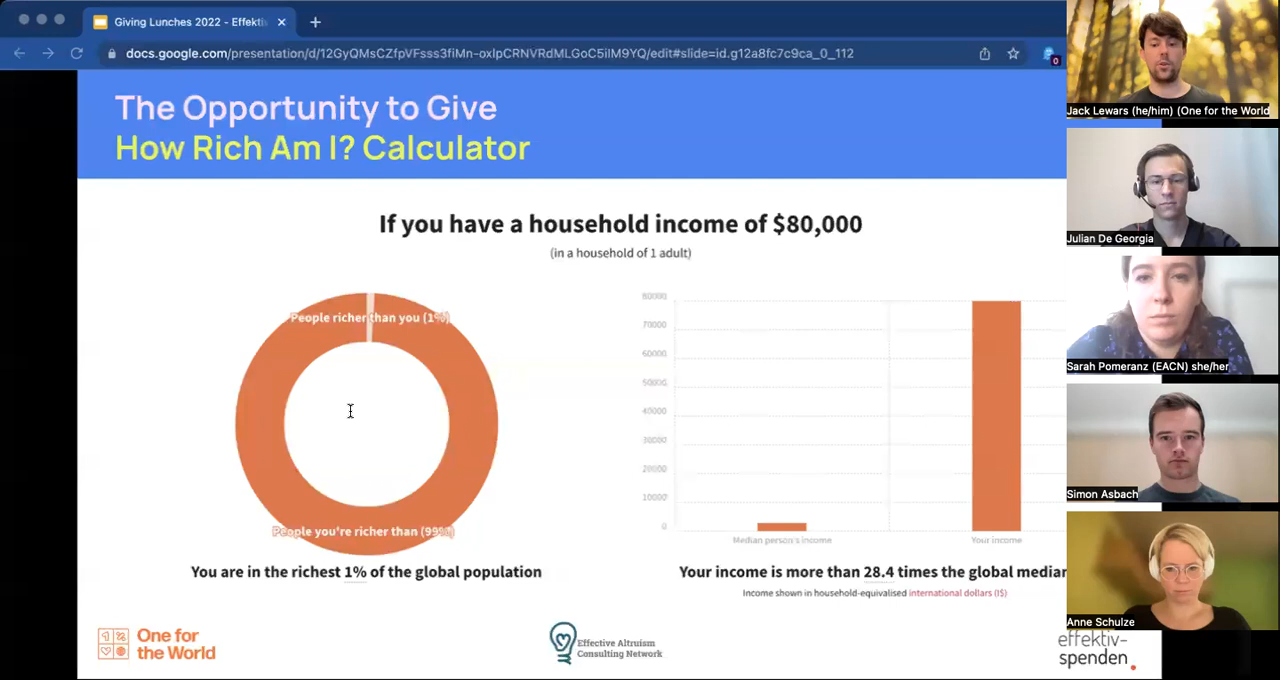 Giving Lunches 2022 - Effekti
docs.google.com/presentation/d/12GyQMsCZfpVFsss3fiMn-oxIpCRNVRdMLGoC5iIM9YQ/edit#slide=id.g12a8fc7c9ca_0_112
0
The Opportunity to Give
How Rich Am I? Calculator
If you have a household income of $80,000
(in a household of 1 adult)
People richer than you (1%)
People you're richer than (99%)
You are in the richest 1% of the global population
80000
70000
60000
50000
40000
30000
20000
10000
0
Median person's income
Your income
Your income is more than 28.4 times the global median
Income shown in household-equivalised international dollars (I$)
One for
the World
Effective Altruism
Consulting Network
effektiv-
spenden.
Jack Lewars (he/him) (One for the World
Julian De Georgia
Sarah Pomeranz (EACN) she/her
Simon Asbach
Anne Schulze